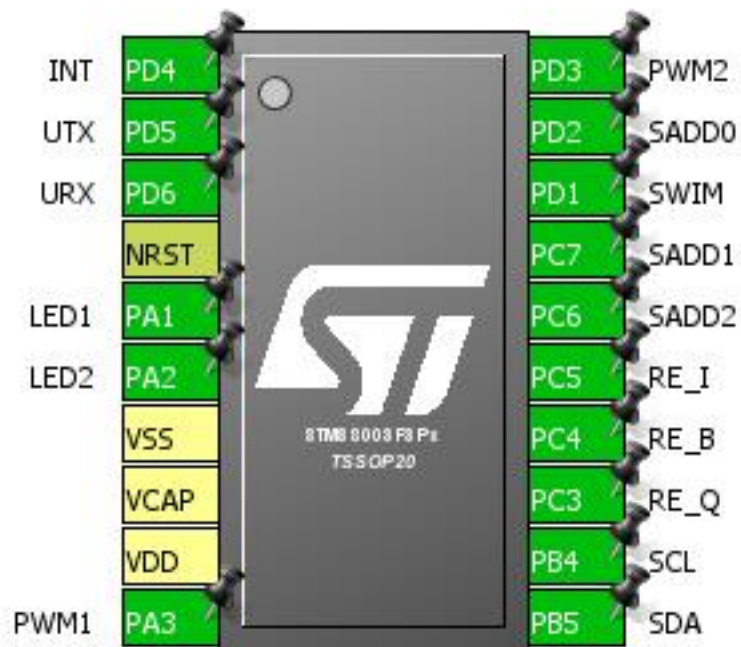 INT PD4 PD3 PWM2
UTX PD5 PD2 SADD0
URX PD6 PD1 SWIM
NRST PC7 SADD1
LED1 PA1 PC6 SADD2
LED2 PA2 PC5 RE_I
VSS STM8S003F3Px PC4 RE_B
TSSOP20
VCAP PC3 RE_Q
VDD PB4 SCL
PWM1 PA3 PB5 SDA